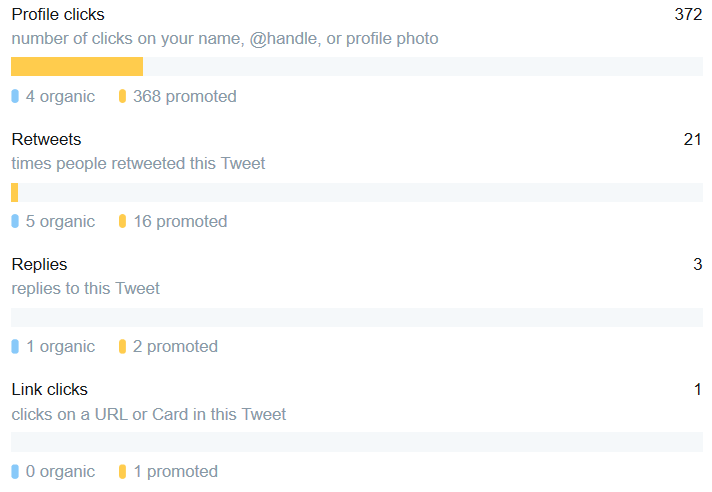 Profile clicks 372
number of clicks on your name, @handle, or profile photo
4 organic 368 promoted
Retweets 21
times people retweeted this Tweet
5 organic 16 promoted
Replies 3
replies to this Tweet
1 organic 2 promoted
Link clicks 1
clicks on a URL or Card in this Tweet
0 organic 1 promoted